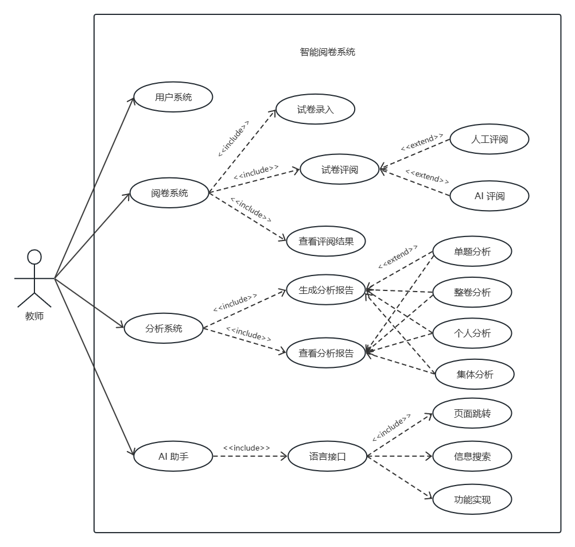 智能阅卷系统
用户系统
试卷录入
<<include>>
人工评阅
<<extend>>
试卷评阅
<<include>>
<<extend>>
AI 评阅
阅卷系统
<<include>>
查看评阅结果
单题分析
<<extend>>
生成分析报告
整卷分析
<<include>>
教师
分析系统
<<include>>
个人分析
查看分析报告
集体分析
页面跳转
<<include>>
AI 助手
<<include>>
语言接口
信息搜索
功能实现